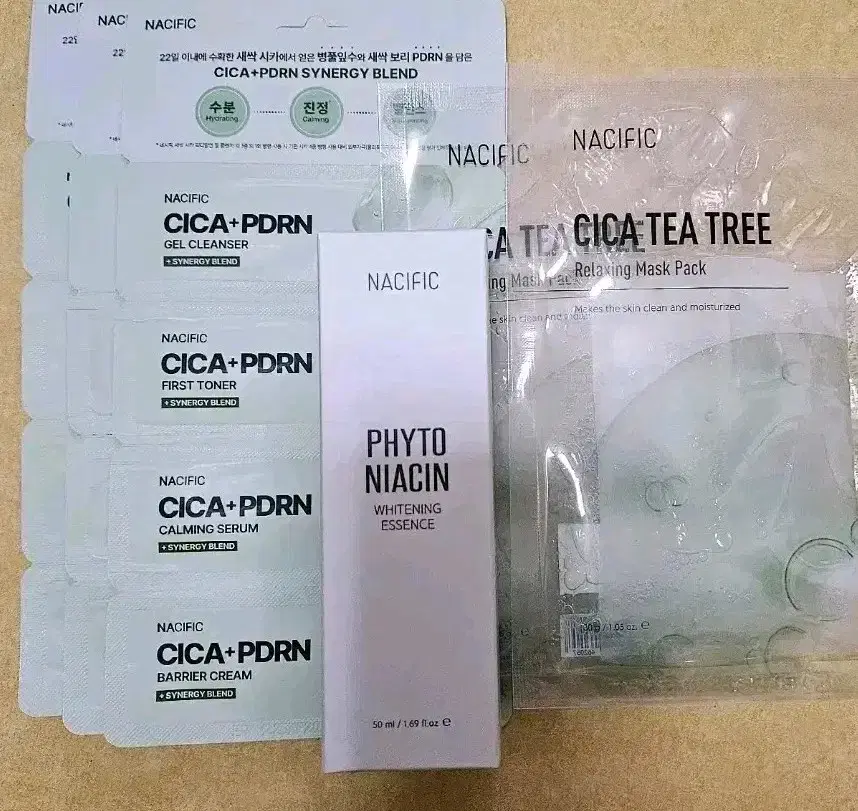 NACIFIC
NACIFIC
22일 이내에 수확한 새싹 시카에서 얻은 병풀잎수와 새싹 보리 PDRN 을 담은
CICA+PDRN SYNERGY BLEND
수분
Hydrating
진정
Calming
밸런스
NACIFIC
CICA+PDRN
GEL CLEANSER
+ SYNERGY BLEND
NACIFIC
CICA+PDRN
FIRST TONER
+ SYNERGY BLEND
NACIFIC
CICA+PDRN
CALMING SERUM
+ SYNERGY BLEND
NACIFIC
CICA+PDRN
BARRIER CREAM
+ SYNERGY BLEND
NACIFIC
PHYTO
NIACIN
WHITENING
ESSENCE
50 ml / 1.69 fl.oz ℮
NACIFIC
CICA TEA TREE
Relaxing Mask Pack
Makes the skin clean and moisturized